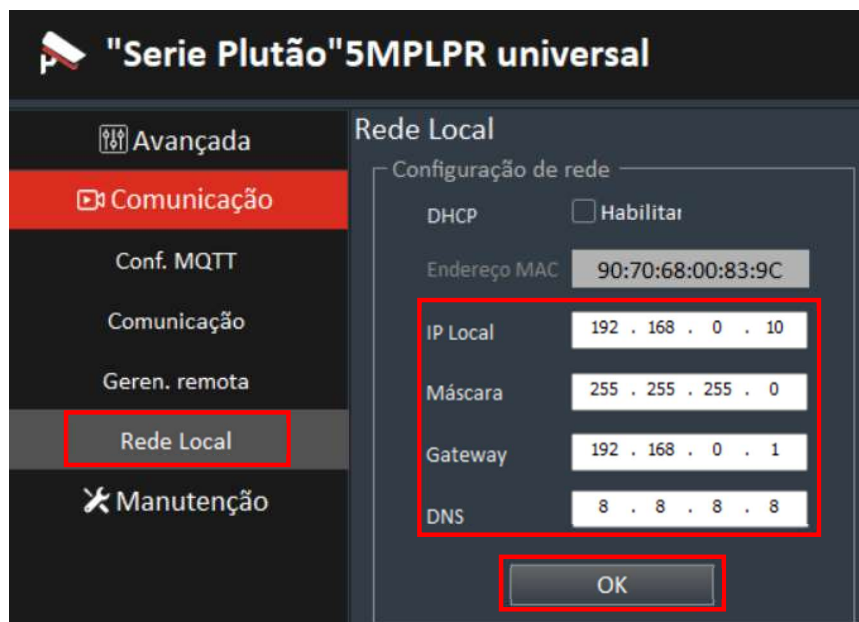 "Serie Plutão"5MPLPR universal
Avançada
Comunicação
Conf. MQTT
Comunicação
Geren. remota
Rede Local
Manutenção
Rede Local
Configuração de rede
DHCP Habilitar
Endereço MAC 90:70:68:00:83:9C
IP Local 192 . 168 . 0 . 10
Máscara 255 . 255 . 255 . 0
Gateway 192 . 168 . 0 . 1
DNS 8 . 8 . 8 . 8
OK